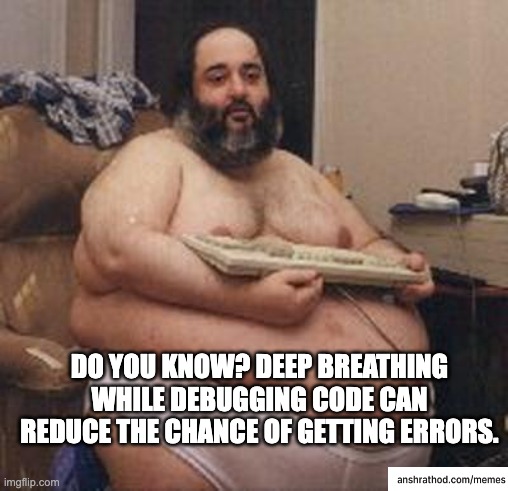 DO YOU KNOW? DEEP BREATHING
WHILE DEBUGGING CODE CAN
REDUCE THE CHANCE OF GETTING ERRORS.
imgflip.com
anshrathod.com/memes